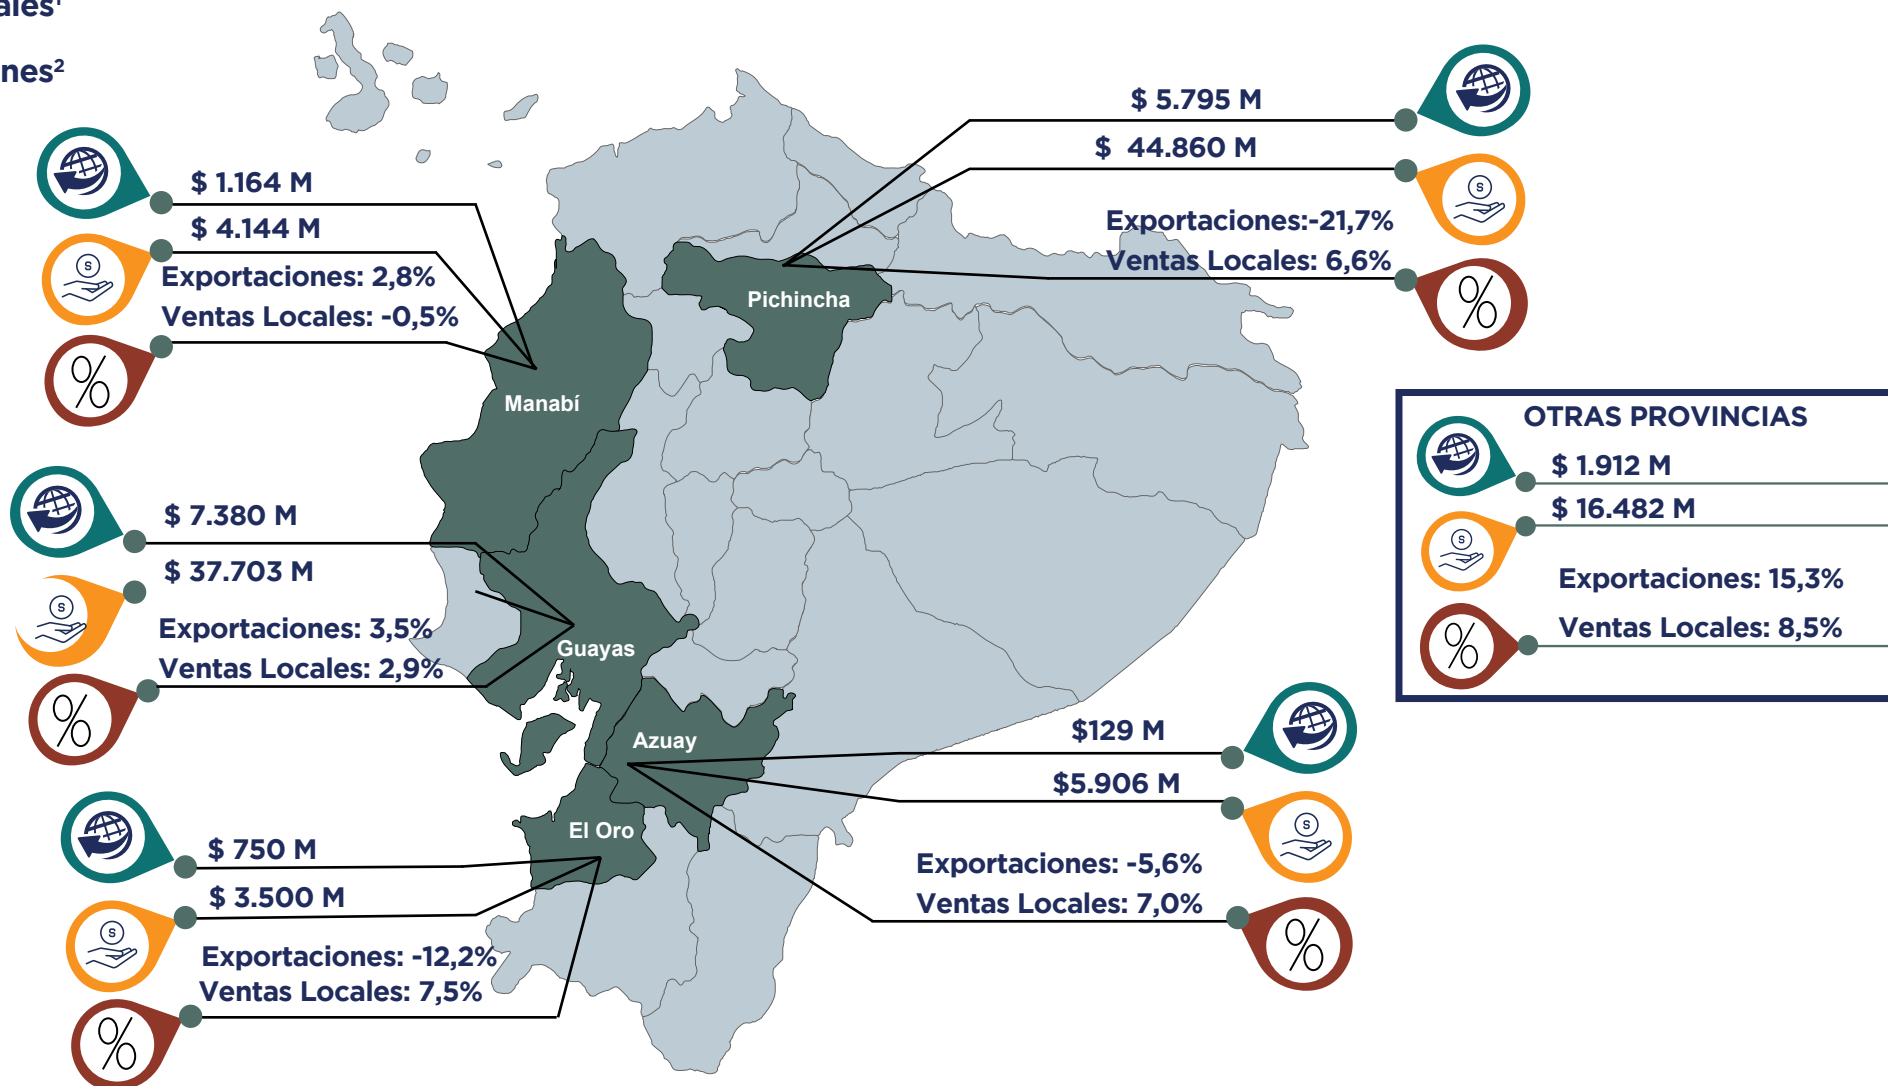 ales¹
nes²
$ 1.164 M
$ 4.144 M
Exportaciones: 2,8%
Ventas Locales: -0,5%
%
Manabí
$ 5.795 M
$ 44.860 M
Exportaciones:-21,7%
Ventas Locales: 6,6%
%
Pichincha
OTRAS PROVINCIAS
$ 1.912 M
$ 16.482 M
Exportaciones: 15,3%
Ventas Locales: 8,5%
%
$ 7.380 M
$ 37.703 M
Exportaciones: 3,5%
Ventas Locales: 2,9%
%
Guayas
Azuay
$129 M
$5.906 M
Exportaciones: -5,6%
Ventas Locales: 7,0%
%
El Oro
$ 750 M
$ 3.500 M
Exportaciones: -12,2%
Ventas Locales: 7,5%
%